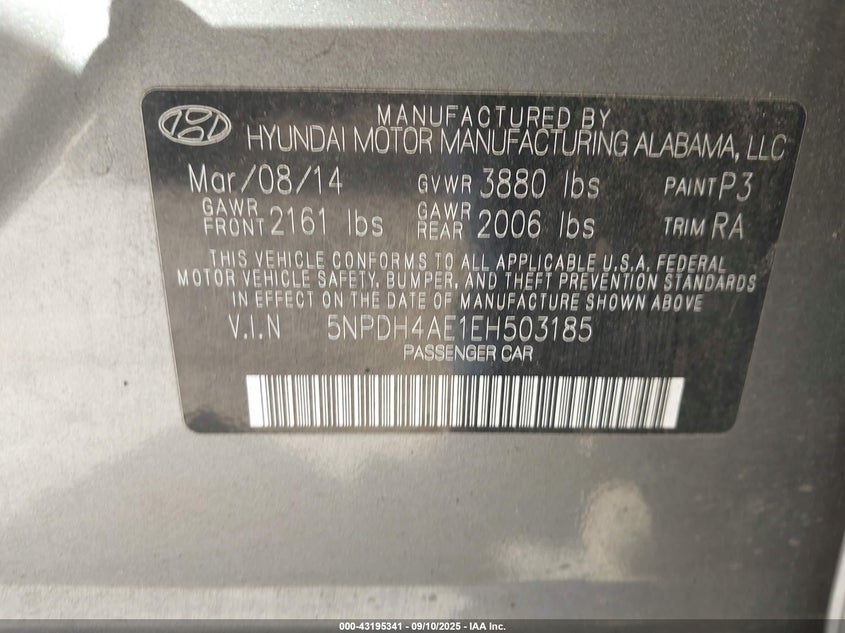 MANUFACTURED BY
HYUNDAI MOTOR MANUFACTURING ALABAMA, LLC
Mar/08/14 GVWR 3880 lbs PAINT P3
GAWR FRONT 2161 lbs GAWR REAR 2006 lbs TRIM RA
THIS VEHICLE CONFORMS TO ALL APPLICABLE U.S.A. FEDERAL
MOTOR VEHICLE SAFETY, BUMPER, AND THEFT PREVENTION STANDARDS
IN EFFECT ON THE DATE OF MANUFACTURE SHOWN ABOVE
V.I.N 5NPDH4AE1EH503185
PASSENGER CAR
000-43195341 | 09/10/2025 | IAA Inc.